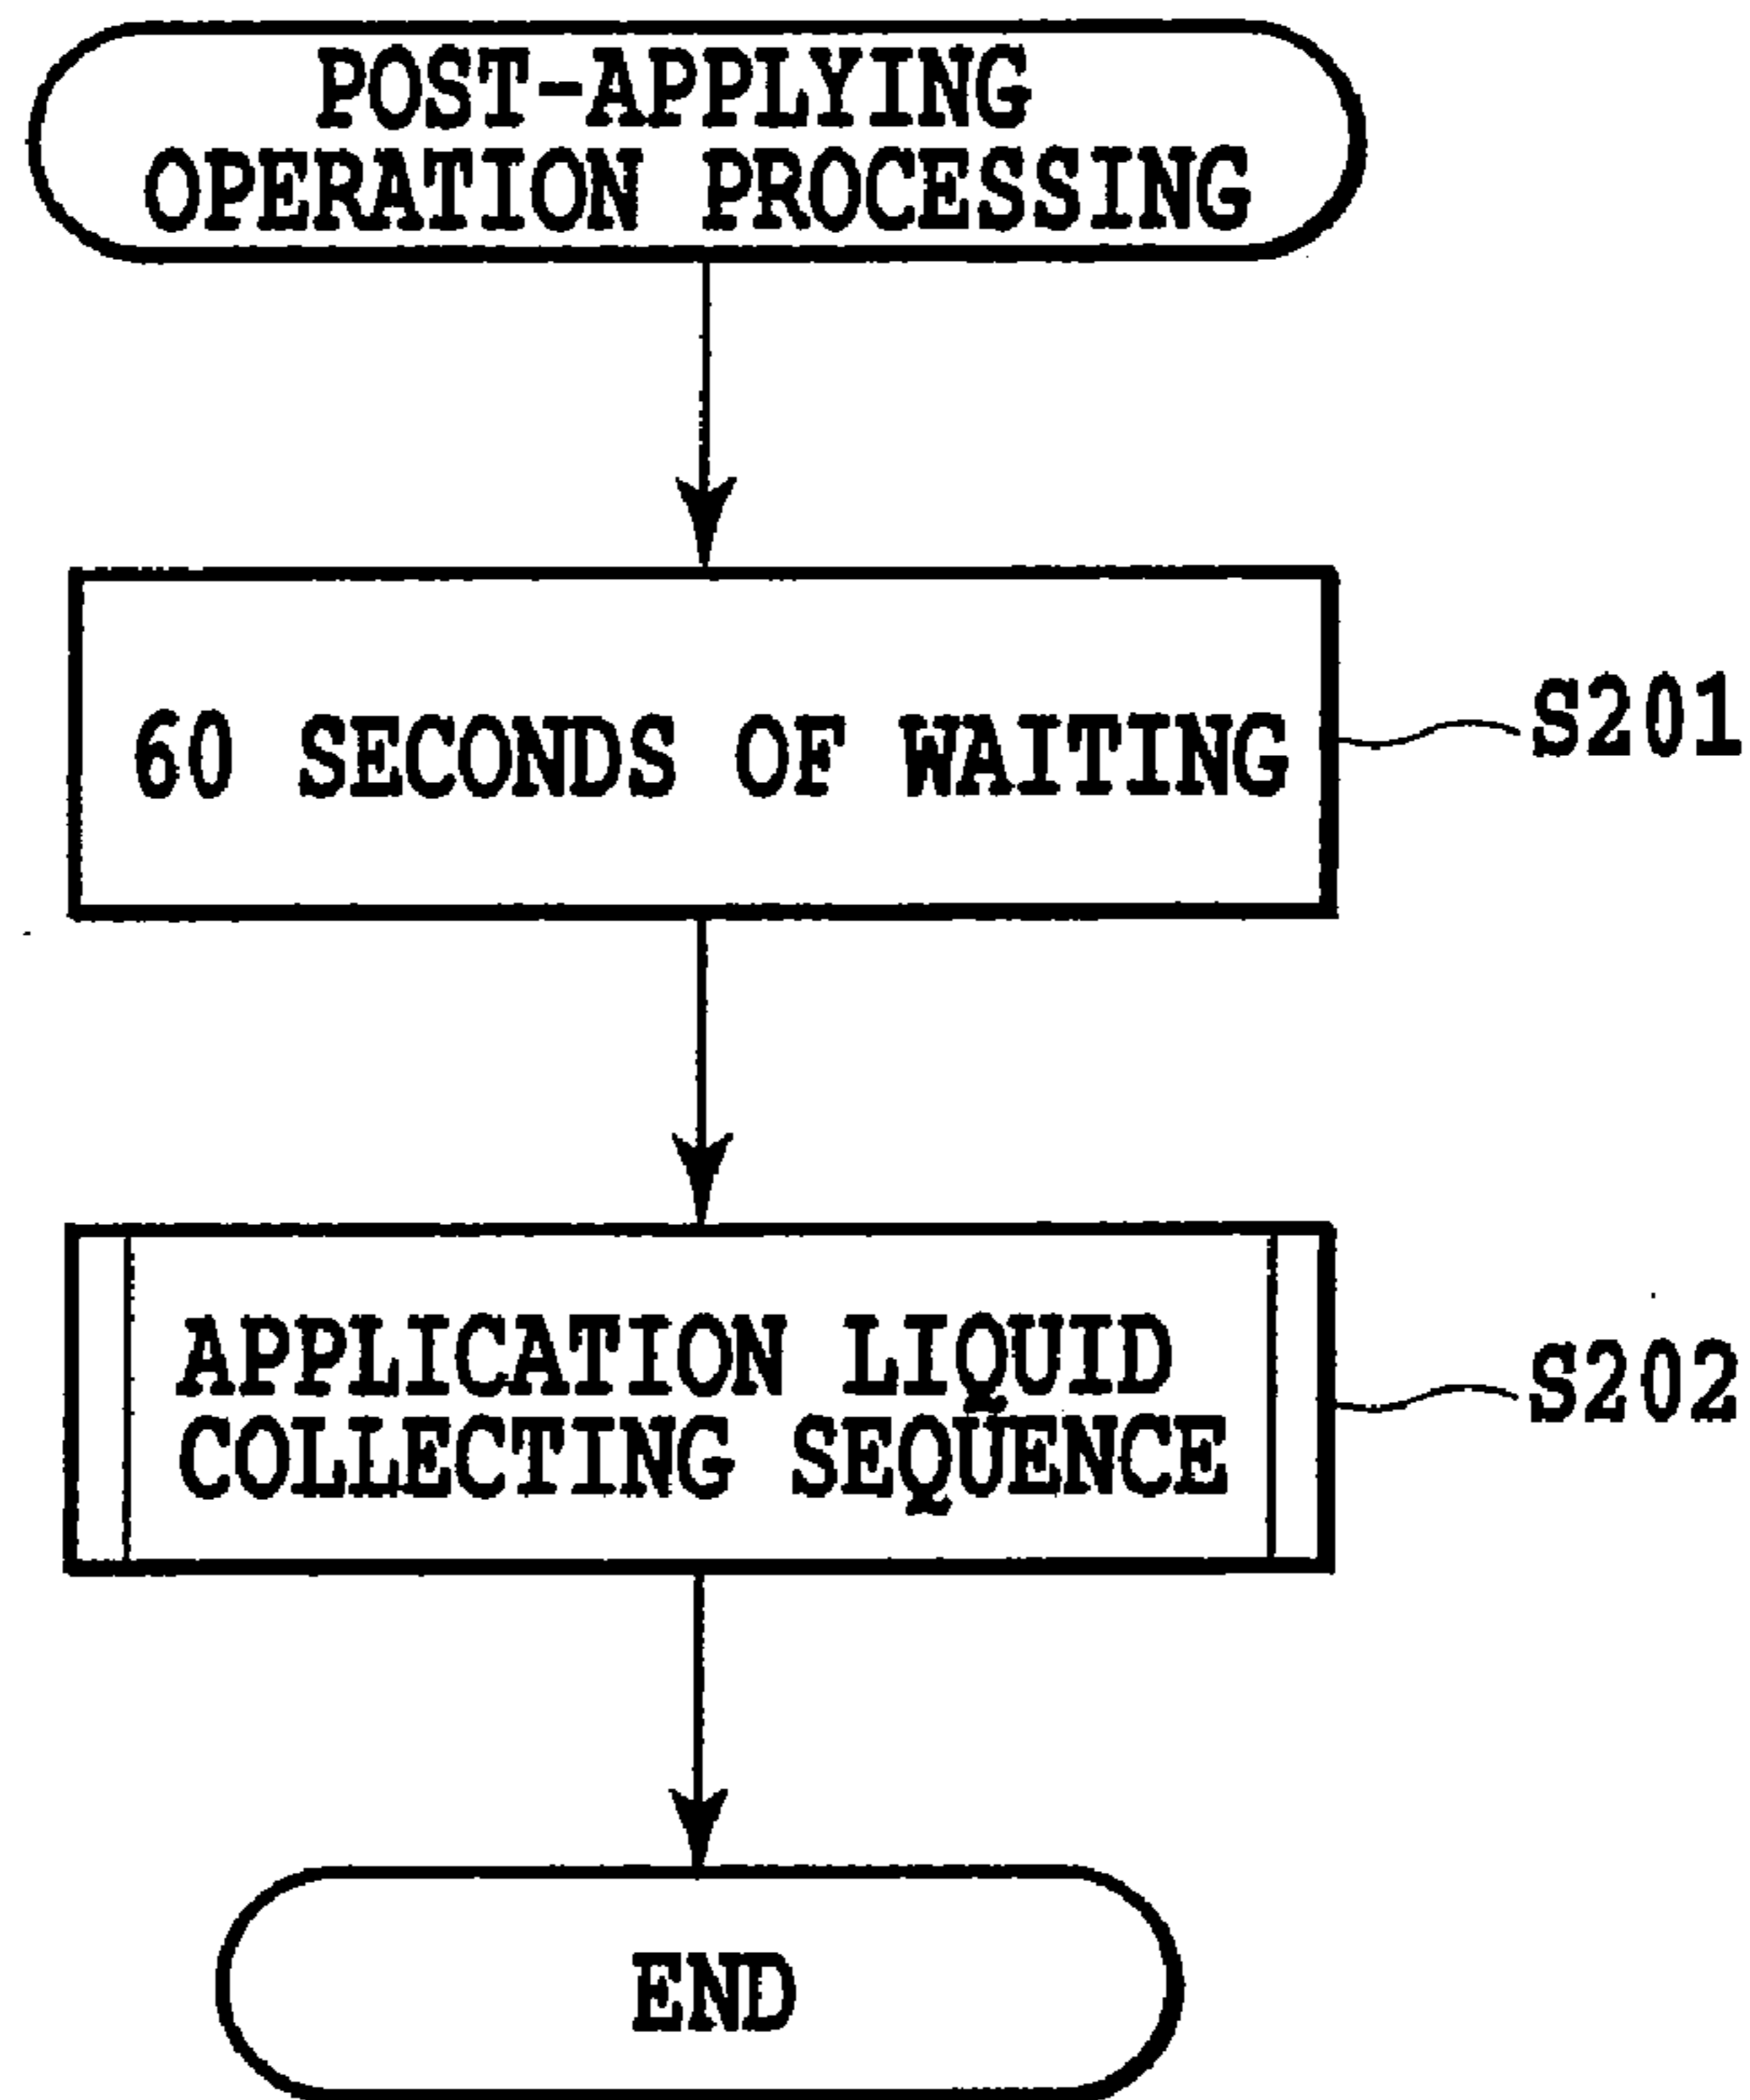 POST-APPLYING
OPERATION PROCESSING
60 SECONDS OF WAITING
S201
APPLICATION LIQUID
COLLECTING SEQUENCE
S202
END